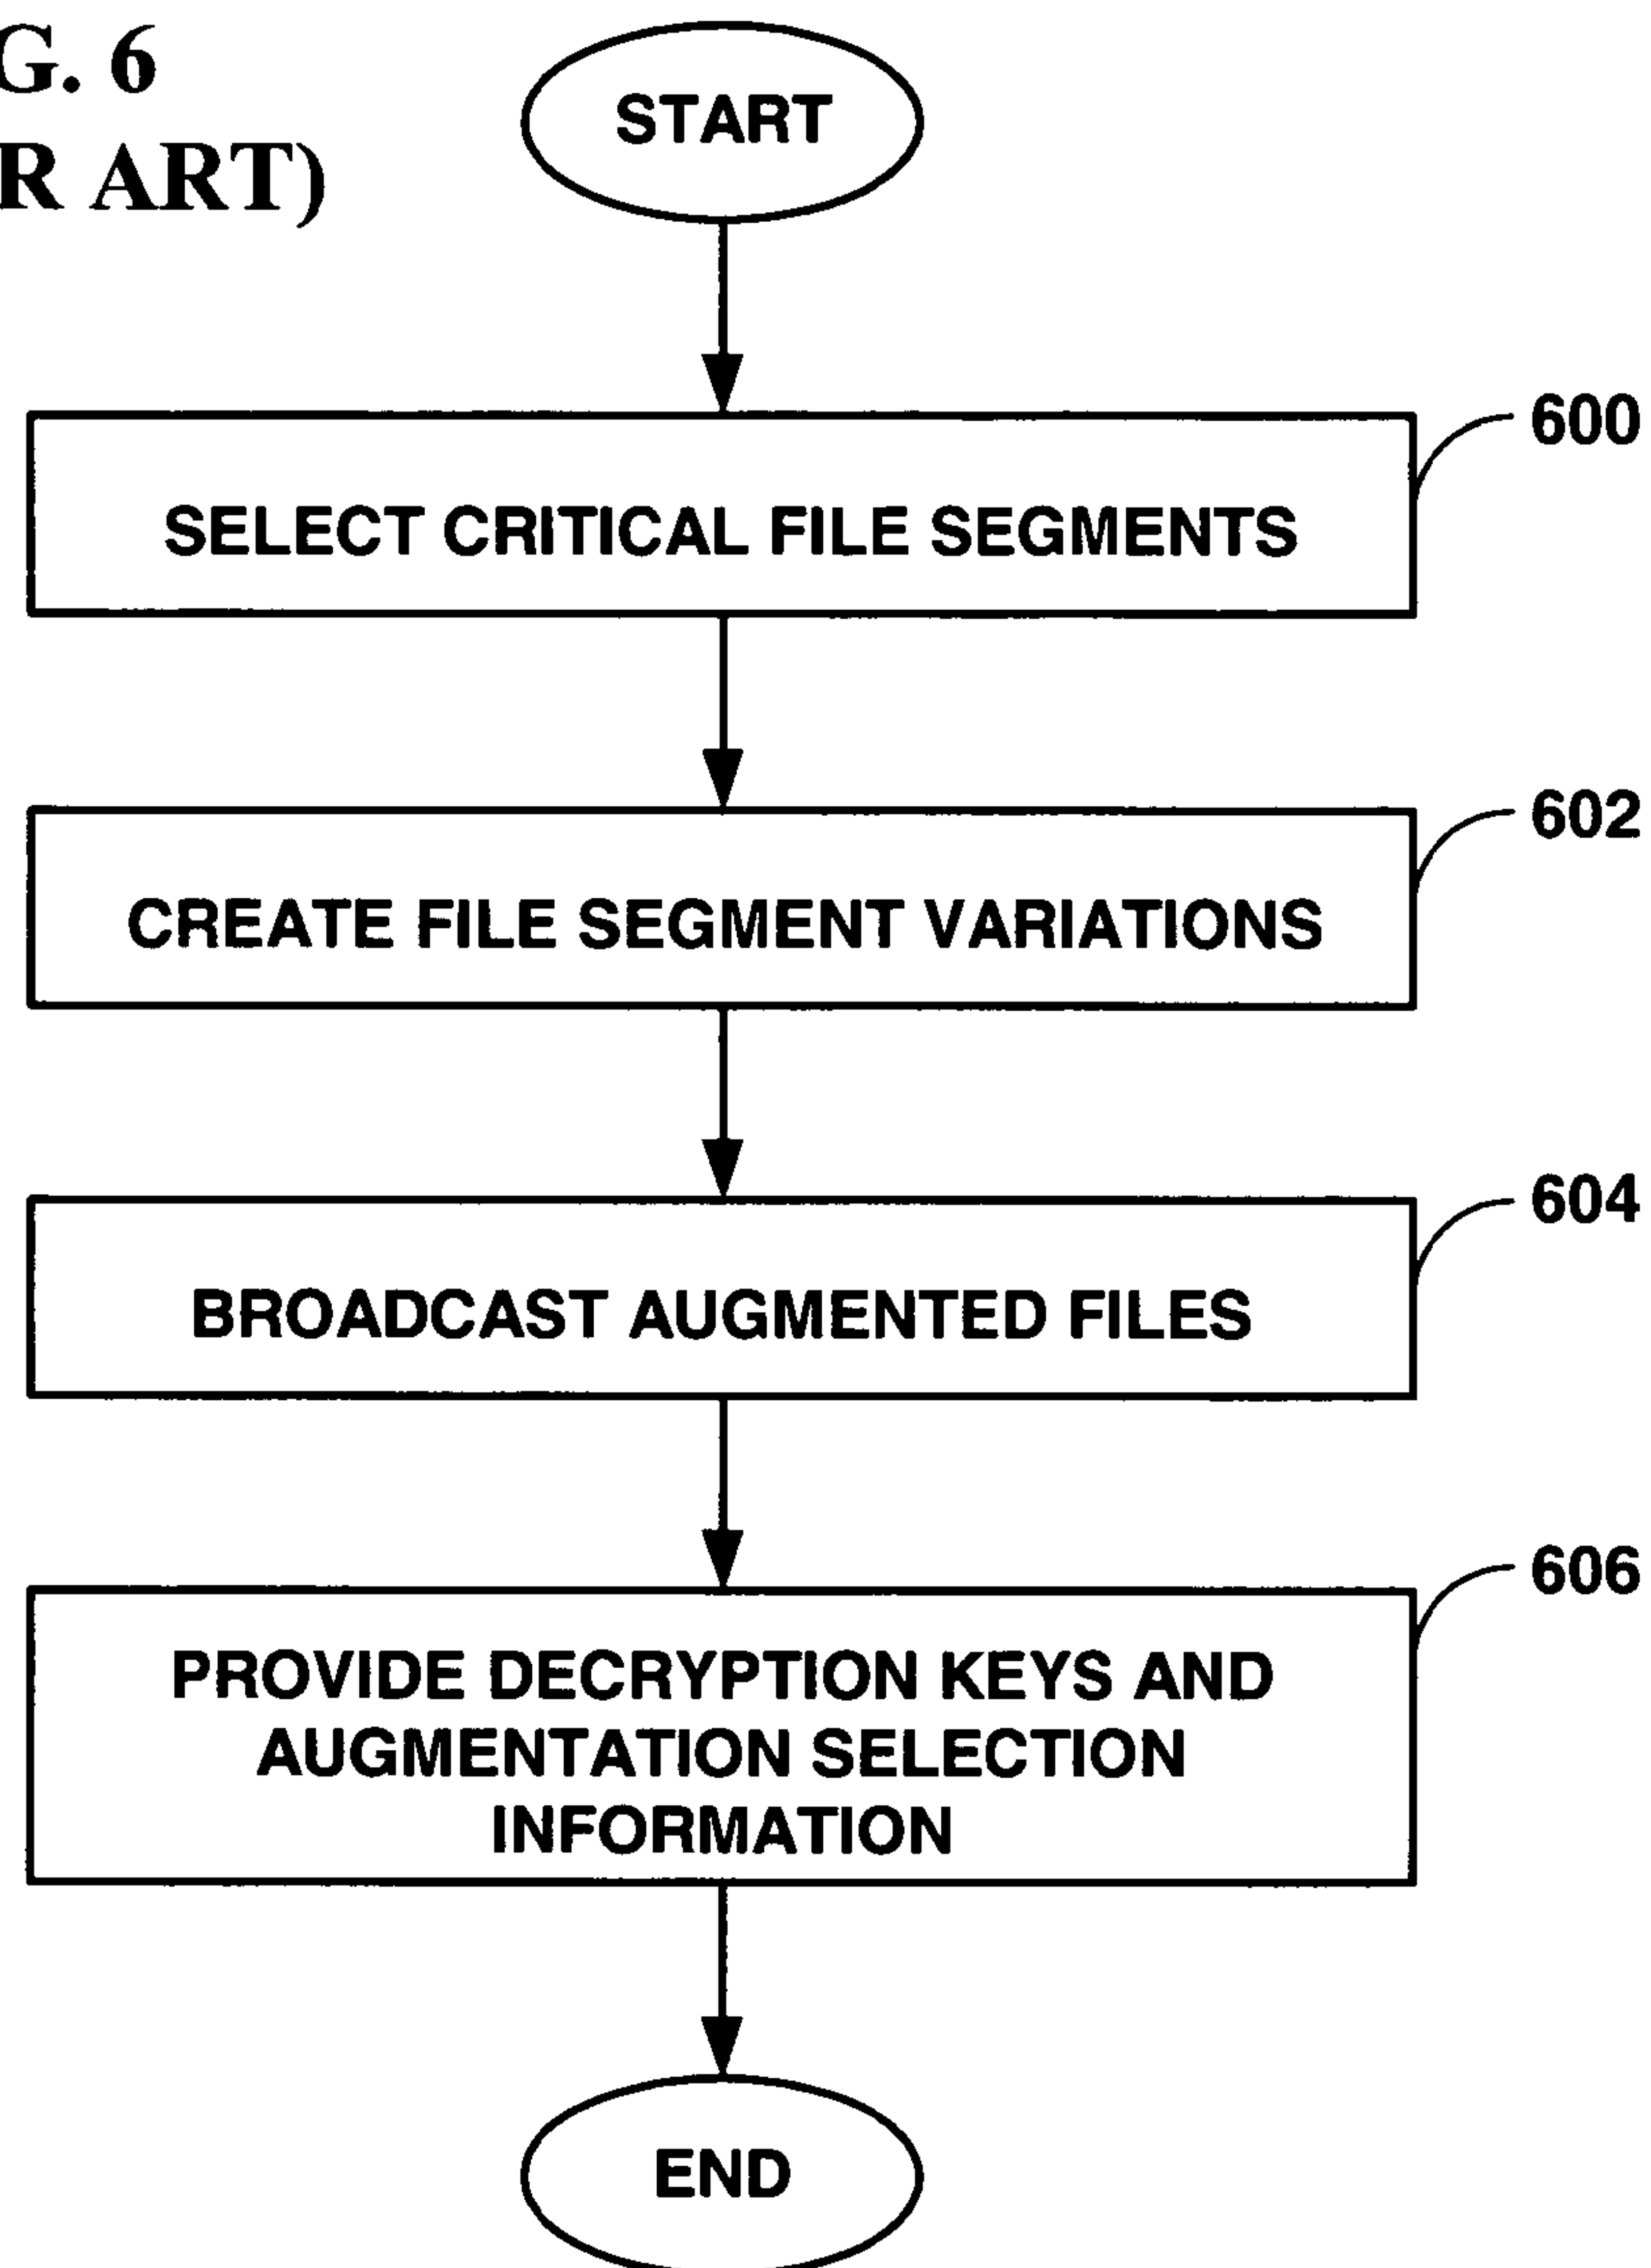 G. 6
R ART)
START
600
SELECT CRITICAL FILE SEGMENTS
602
CREATE FILE SEGMENT VARIATIONS
604
BROADCAST AUGMENTED FILES
606
PROVIDE DECRYPTION KEYS AND
AUGMENTATION SELECTION
INFORMATION
END